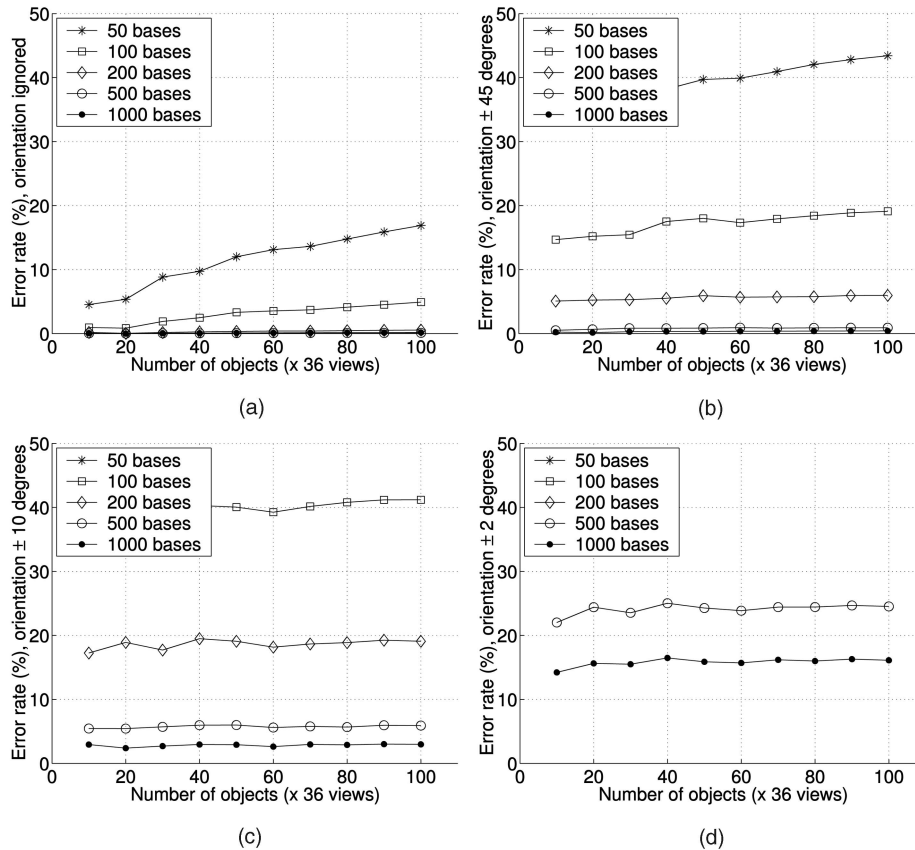 50
40
30
20
10
0
Error rate (%), orientation ignored
50 bases
100 bases
200 bases
500 bases
1000 bases
0 20 40 60 80 100
Number of objects (x 36 views)
(a)
50
40
30
20
10
0
Error rate (%), orientation ± 45 degrees
50 bases
100 bases
200 bases
500 bases
1000 bases
0 20 40 60 80 100
Number of objects (x 36 views)
(b)
50
40
30
20
10
0
Error rate (%), orientation ± 10 degrees
50 bases
100 bases
200 bases
500 bases
1000 bases
0 20 40 60 80 100
Number of objects (x 36 views)
(c)
50
40
30
20
10
0
Error rate (%), orientation ± 2 degrees
50 bases
100 bases
200 bases
500 bases
1000 bases
0 20 40 60 80 100
Number of objects (x 36 views)
(d)